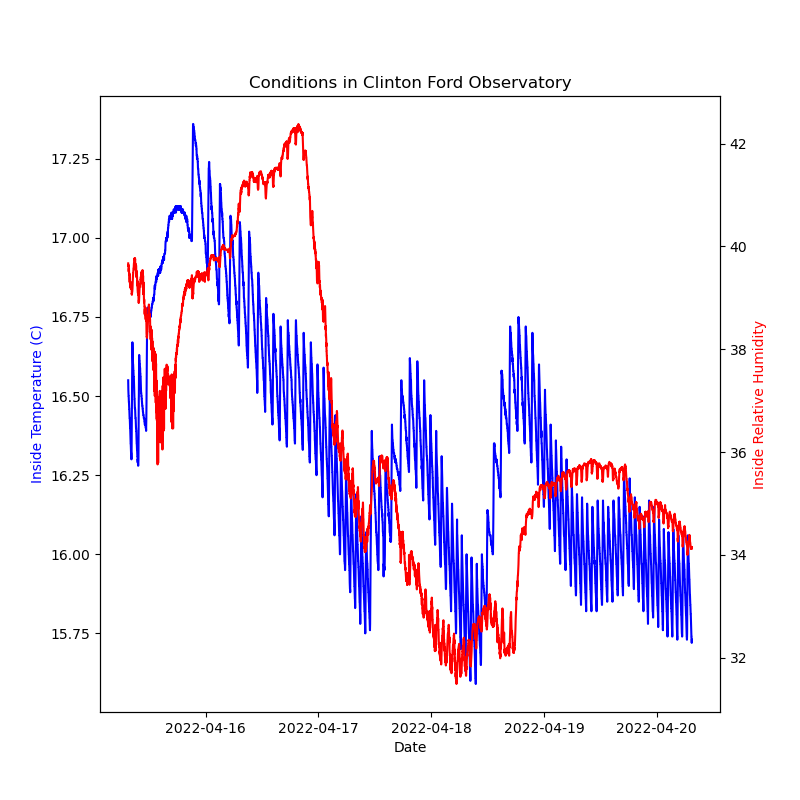 Conditions in Clinton Ford Observatory
17.25
17.00
16.75
16.50
16.25
16.00
15.75
Inside Temperature (C)
42
40
38
36
34
32
Inside Relative Humidity
2022-04-16 2022-04-17 2022-04-18 2022-04-19 2022-04-20
Date